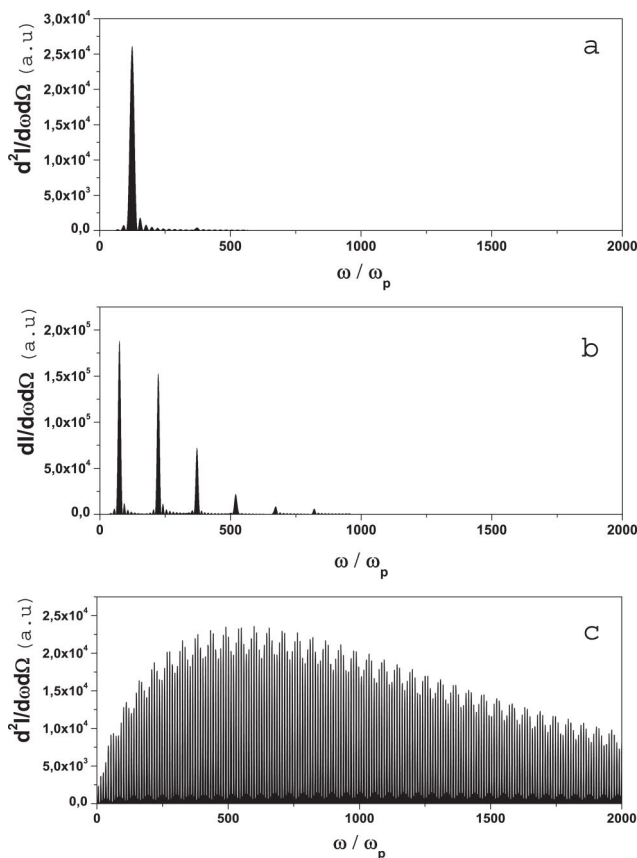 3,0x10⁴
a
2,5x10⁴
2,0x10⁴
1,5x10⁴
1,0x10⁴
5,0x10³
0,0
d²I/dωdΩ (a.u)
0 500 1000 1500 2000
ω / ωₚ
b
2,0x10⁵
1,5x10⁵
1,0x10⁵
5,0x10⁴
0,0
dI/dωdΩ (a.u)
0 500 1000 1500 2000
ω / ωₚ
c
2,5x10⁴
2,0x10⁴
1,5x10⁴
1,0x10⁴
5,0x10³
0,0
d²I/dωdΩ (a.u)
0 500 1000 1500 2000
ω / ωₚ